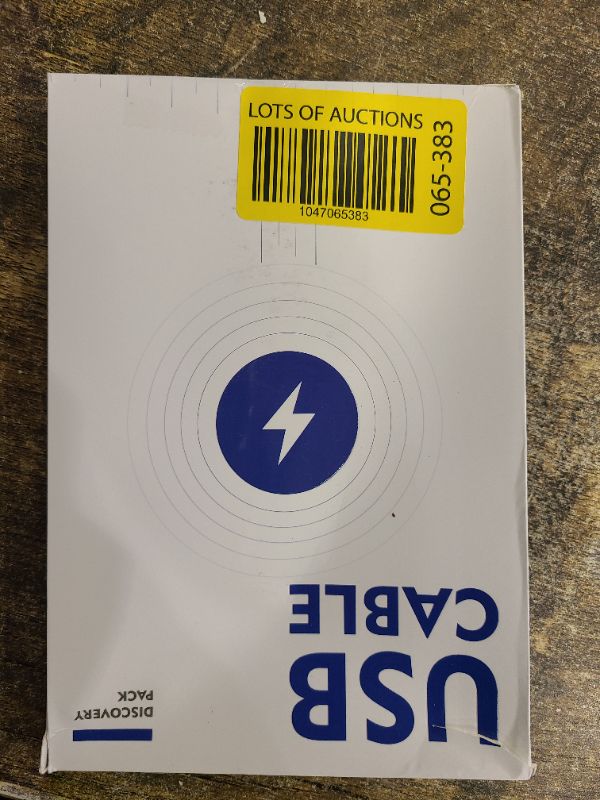 LOTS OF AUCTIONS
1047065383
065-383
USB
CABLE
DISCOVERY
PACK